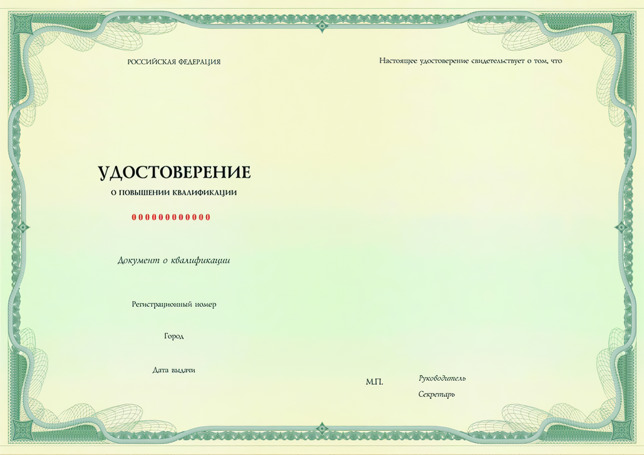 РОССИЙСКАЯ ФЕДЕРАЦИЯ
УДОСТОВЕРЕНИЕ
О ПОВЫШЕНИИ КВАЛИФИКАЦИИ
000000000000
Документ о квалификации
Регистрационный номер
Город
Дата выдачи
Настоящее удостоверение свидетельствует о том, что
М.П.
Руководитель
Секретарь